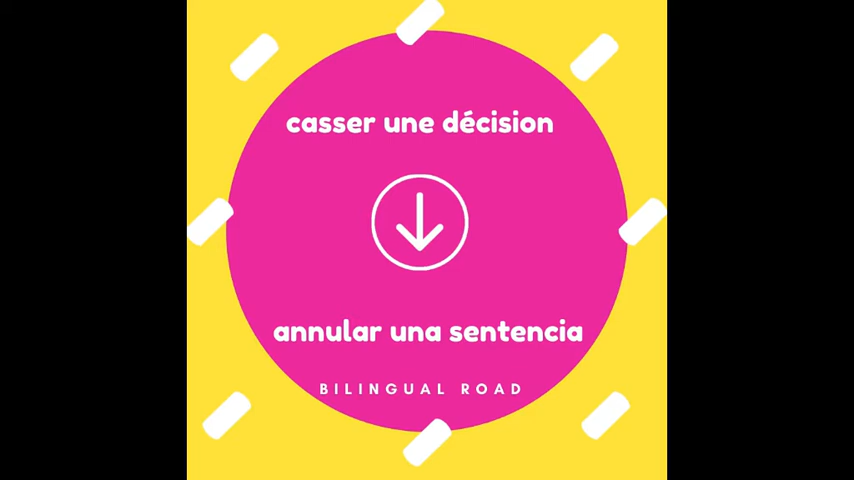 casser une décision
annular una sentencia
BILINGUAL ROAD